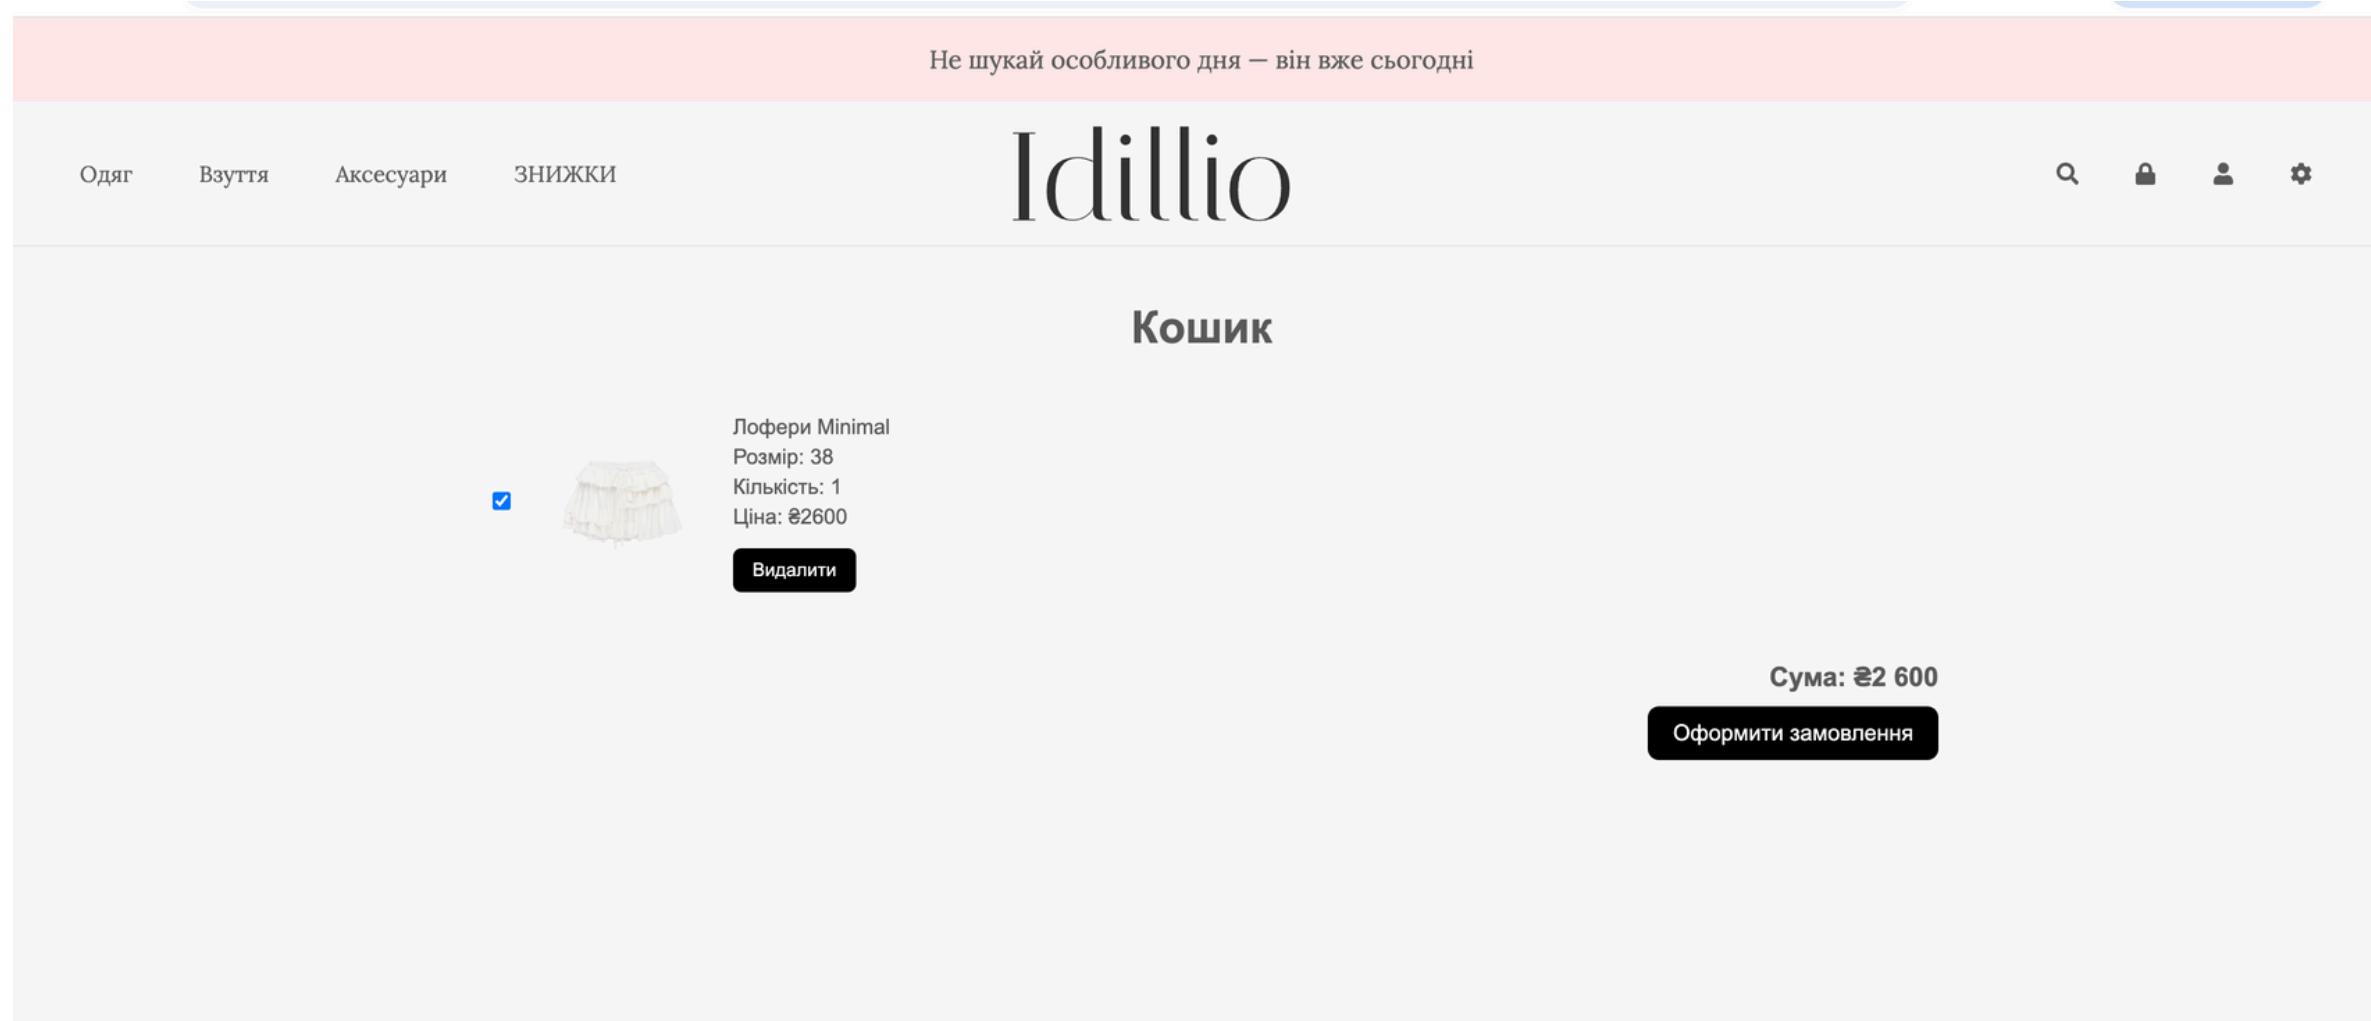 Не шукай особливого дня — він вже сьогодні
Одяг Взуття Аксесуари ЗНИЖКИ
Idillio
Кошик
Лофери Minimal
Розмір: 38
Кількість: 1
Ціна: ₴2600
Видалити
Сума: ₴2 600
Оформити замовлення